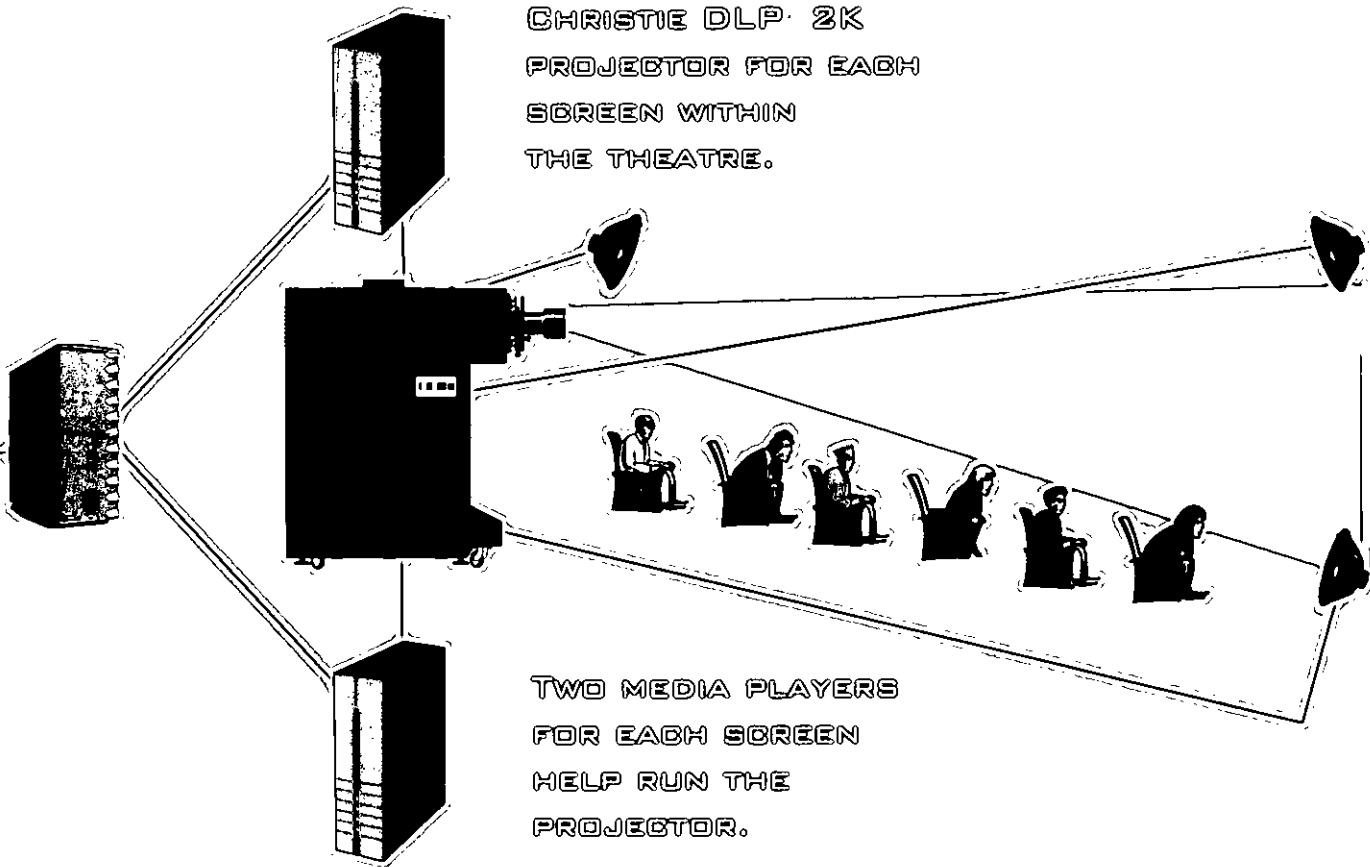 CHRISTIE DLP 2K
PROJECTOR FOR EACH
SCREEN WITHIN
THE THEATRE.
TWO MEDIA PLAYERS
FOR EACH SCREEN
HELP RUN THE
PROJECTOR.